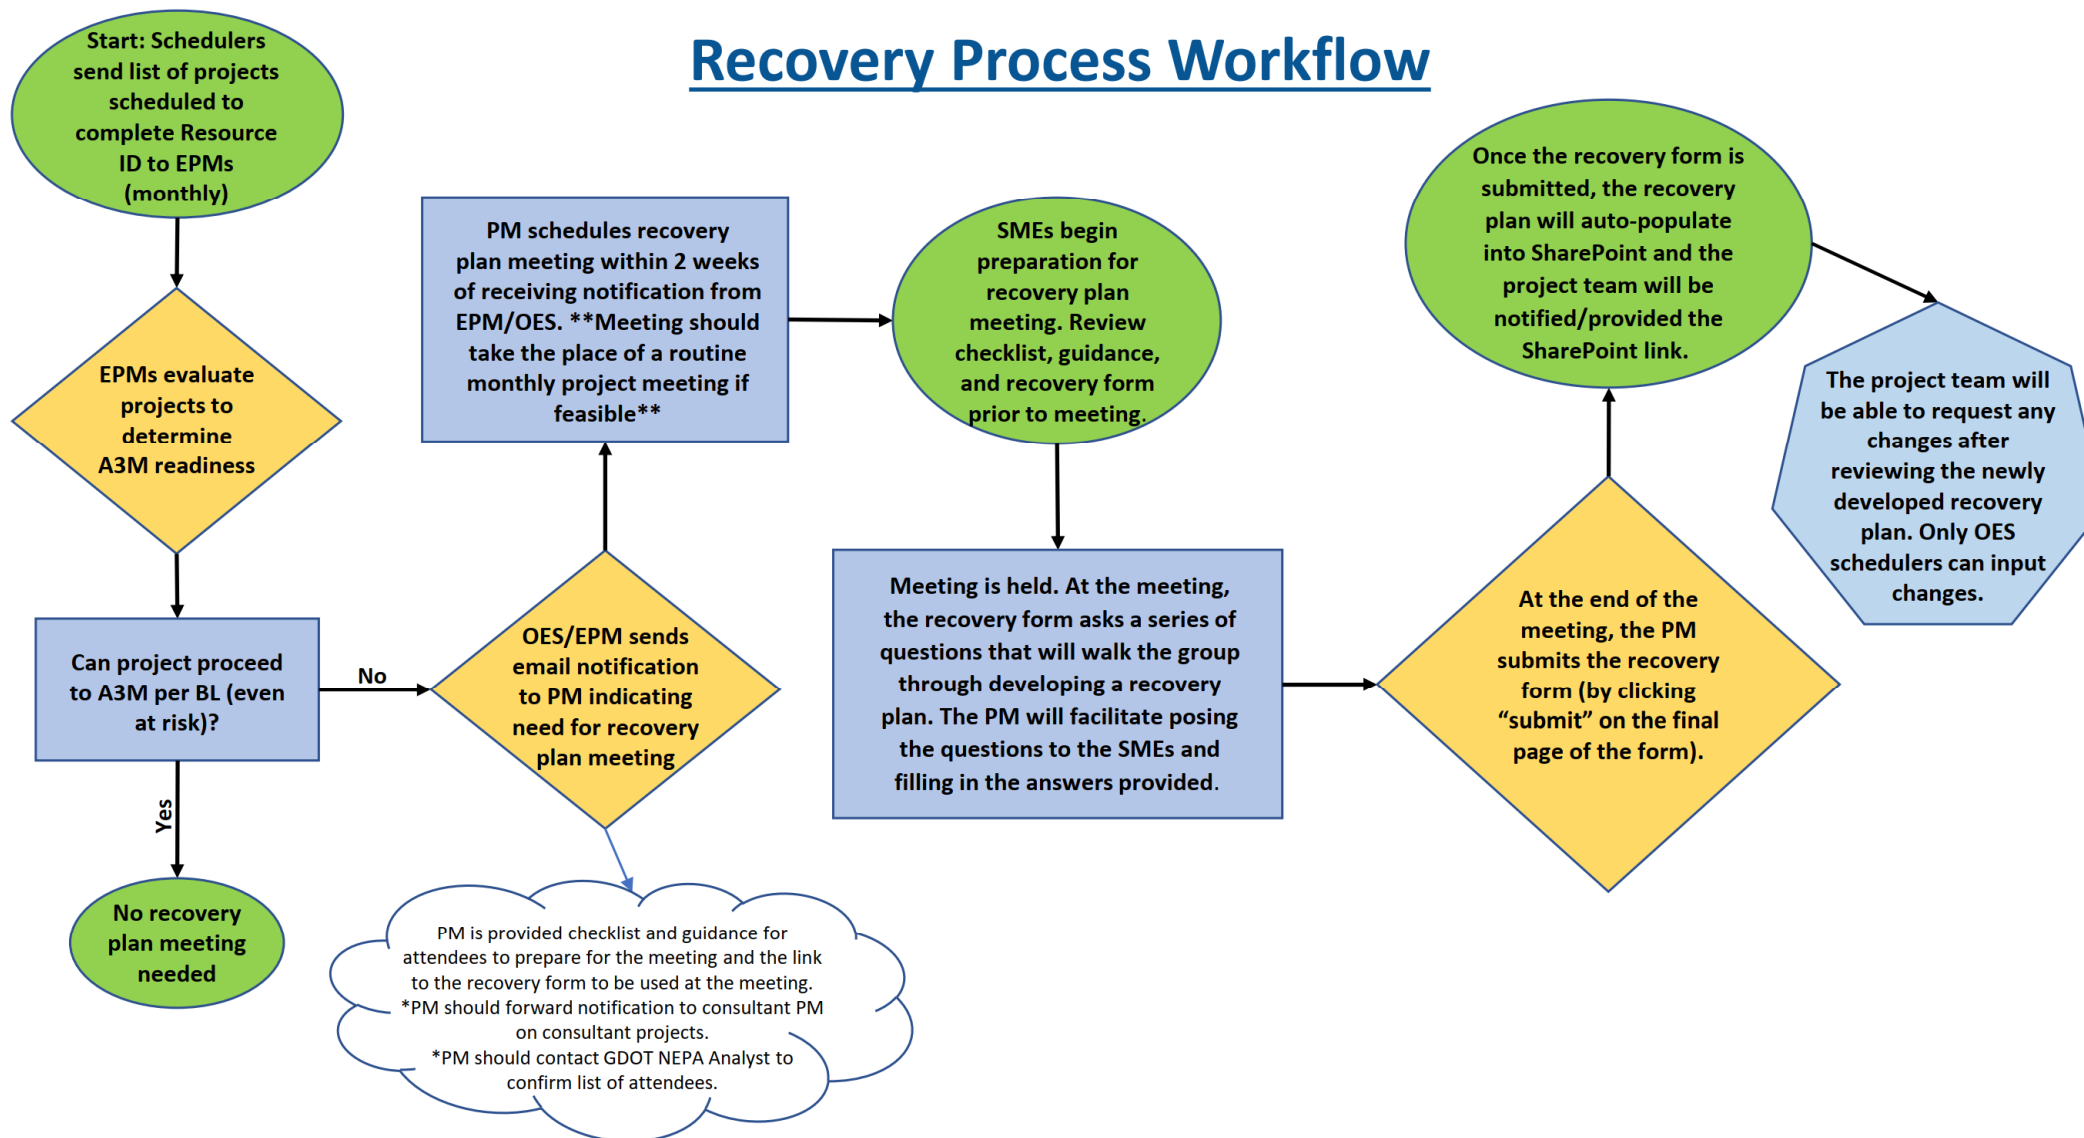 Recovery Process Workflow
Start: Schedulers
send list of projects
scheduled to
complete Resource
ID to EPMs
(monthly)
EPMs evaluate
projects to
determine
A3M readiness
Can project proceed
to A3M per BL (even
at risk)?
No
Yes
No recovery
plan meeting
needed
OES/EPM sends
email notification
to PM indicating
need for recovery
plan meeting
PM is provided checklist and guidance for
attendees to prepare for the meeting and the link
to the recovery form to be used at the meeting.
*PM should forward notification to consultant PM
on consultant projects.
*PM should contact GDOT NEPA Analyst to
confirm list of attendees.
PM schedules recovery
plan meeting within 2 weeks
of receiving notification from
EPM/OES. **Meeting should
take the place of a routine
monthly project meeting if
feasible**
SMEs begin
preparation for
recovery plan
meeting. Review
checklist, guidance,
and recovery form
prior to meeting.
Meeting is held. At the meeting,
the recovery form asks a series of
questions that will walk the group
through developing a recovery
plan. The PM will facilitate posing
the questions to the SMEs and
filling in the answers provided.
At the end of the
meeting, the PM
submits the recovery
form (by clicking
“submit” on the final
page of the form).
Once the recovery form is
submitted, the recovery
plan will auto-populate
into SharePoint and the
project team will be
notified/provided the
SharePoint link.
The project team will
be able to request any
changes after
reviewing the newly
developed recovery
plan. Only OES
schedulers can input
changes.